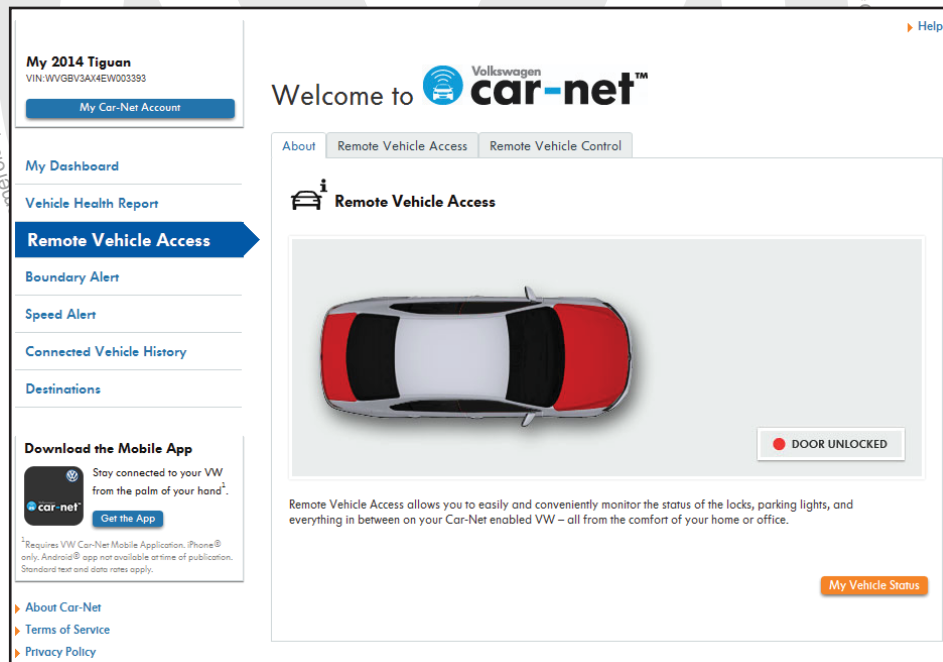 Help
My 2014 Tiguan
VIN:WVGBV3AX4EW003393
My Car-Net Account
Welcome to Volkswagen car-net™
About Remote Vehicle Access Remote Vehicle Control
My Dashboard
Vehicle Health Report
Remote Vehicle Access
Boundary Alert
Speed Alert
Connected Vehicle History
Destinations
Remote Vehicle Access
DOOR UNLOCKED
Remote Vehicle Access allows you to easily and conveniently monitor the status of the locks, parking lights, and
everything in between on your Car-Net enabled VW – all from the comfort of your home or office.
My Vehicle Status
Download the Mobile App
car-net
Stay connected to your VW
from the palm of your hand¹.
Get the App
¹Requires VW Car-Net Mobile Application. iPhone®
only. Android® app not available at time of publication.
Standard text and data rates apply.
About Car-Net
Terms of Service
Privacy Policy